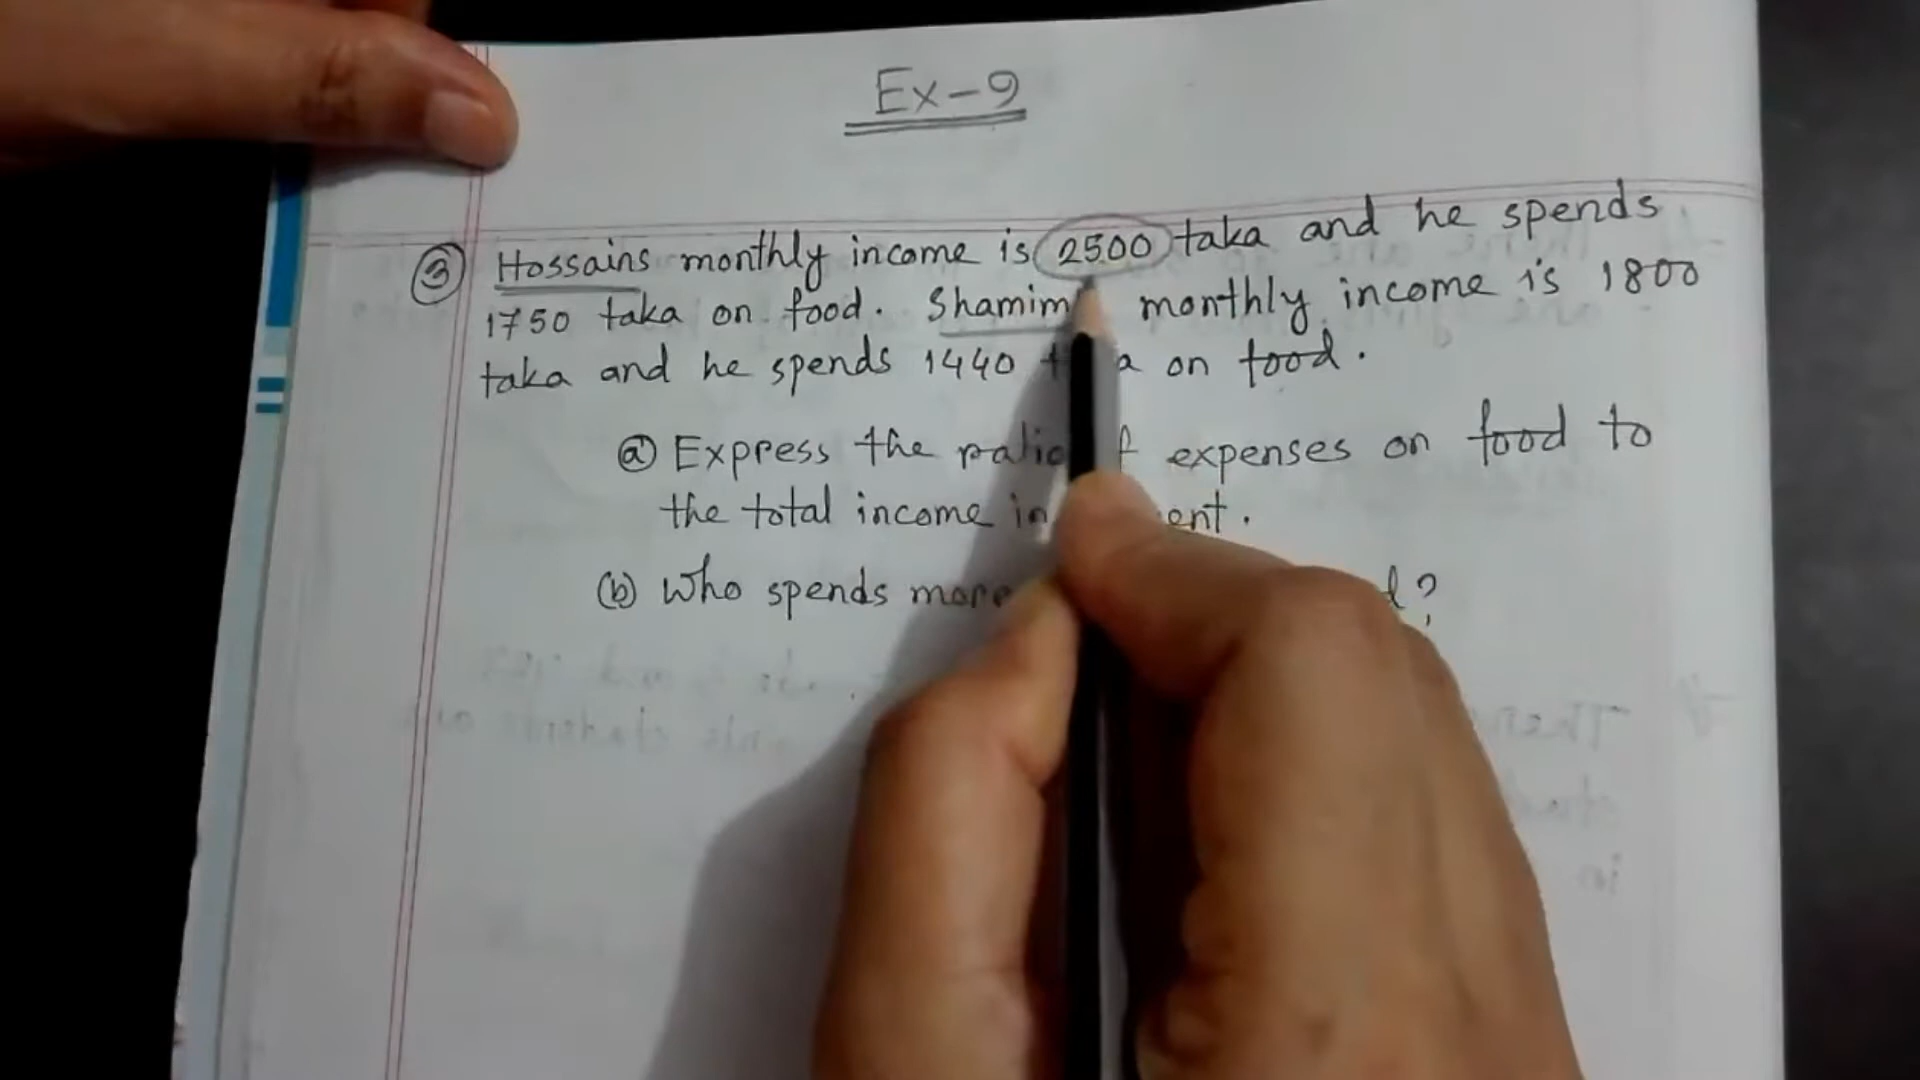 Ex-9
③ Hossains monthly income is 2500 taka and he spends
1750 taka on food. Shamim monthly income is 1800
taka and he spends 1440 on food.
ⓐ Express the expenses on food to
the total income in
(b) Who spends more